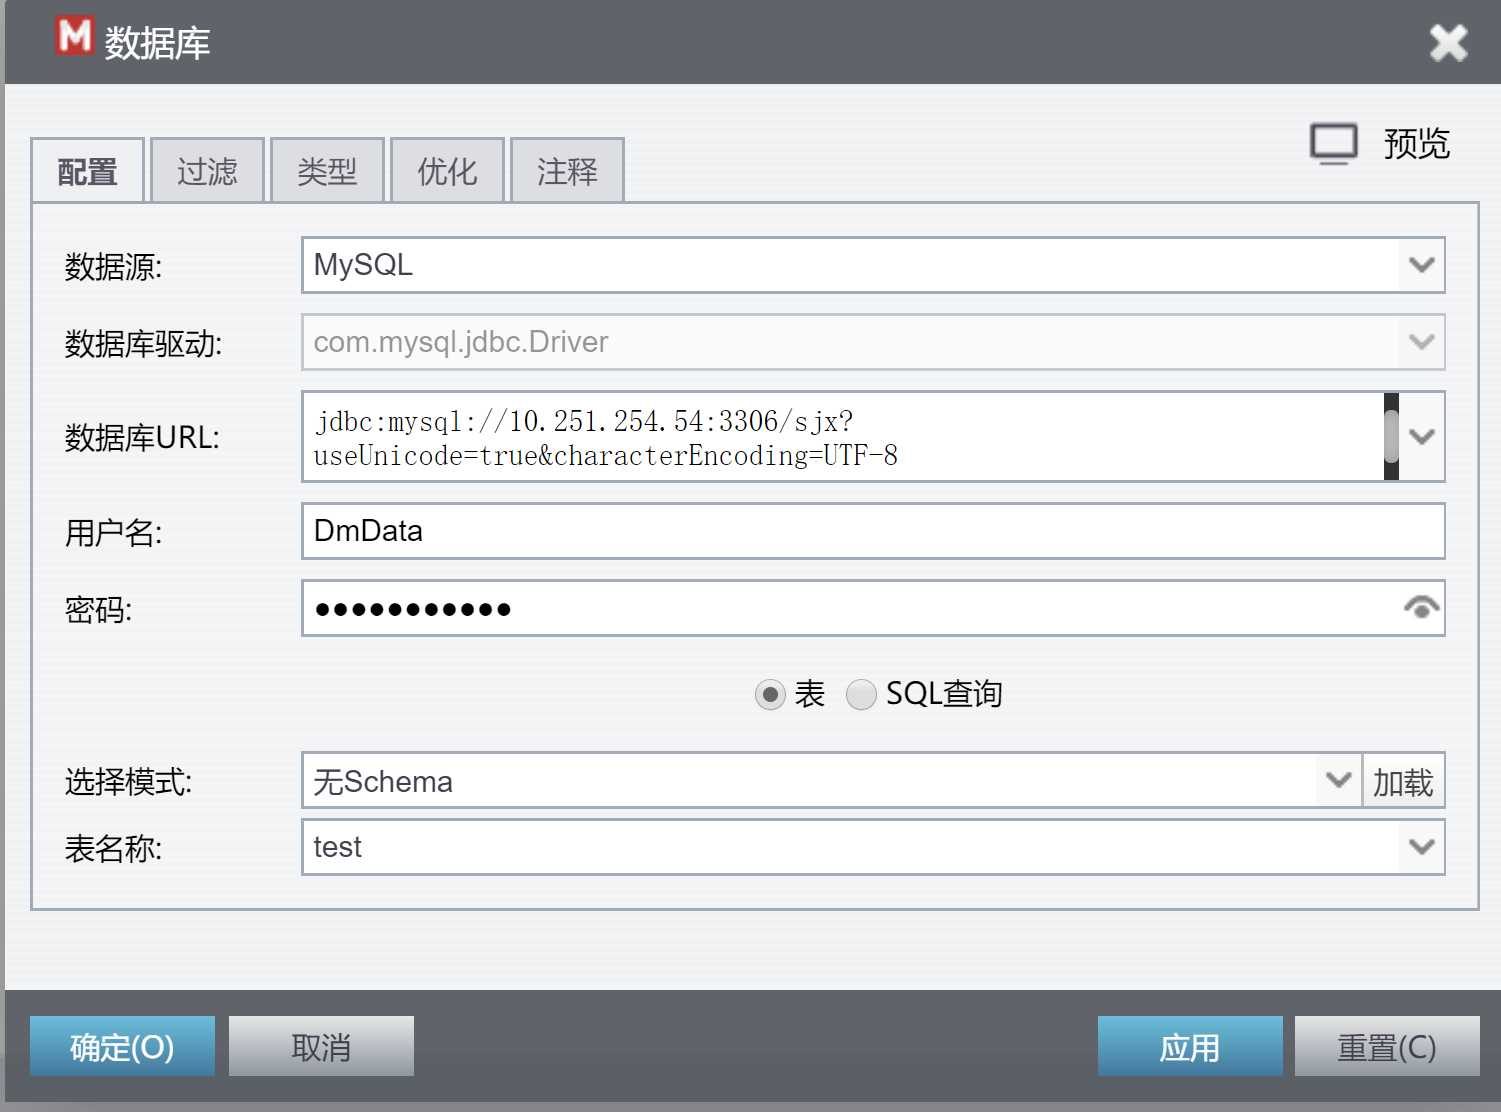 M 数据库
配置 过滤 类型 优化 注释 预览
数据源: MySQL
数据库驱动: com.mysql.jdbc.Driver
数据库URL: jdbc:mysql://10.251.254.54:3306/sjx?
useUnicode=true&characterEncoding=UTF-8
用户名: DmData
密码: ●●●●●●●●●●●
表 SQL查询
选择模式: 无Schema 加载
表名称: test
确定(O) 取消 应用 重置(C)